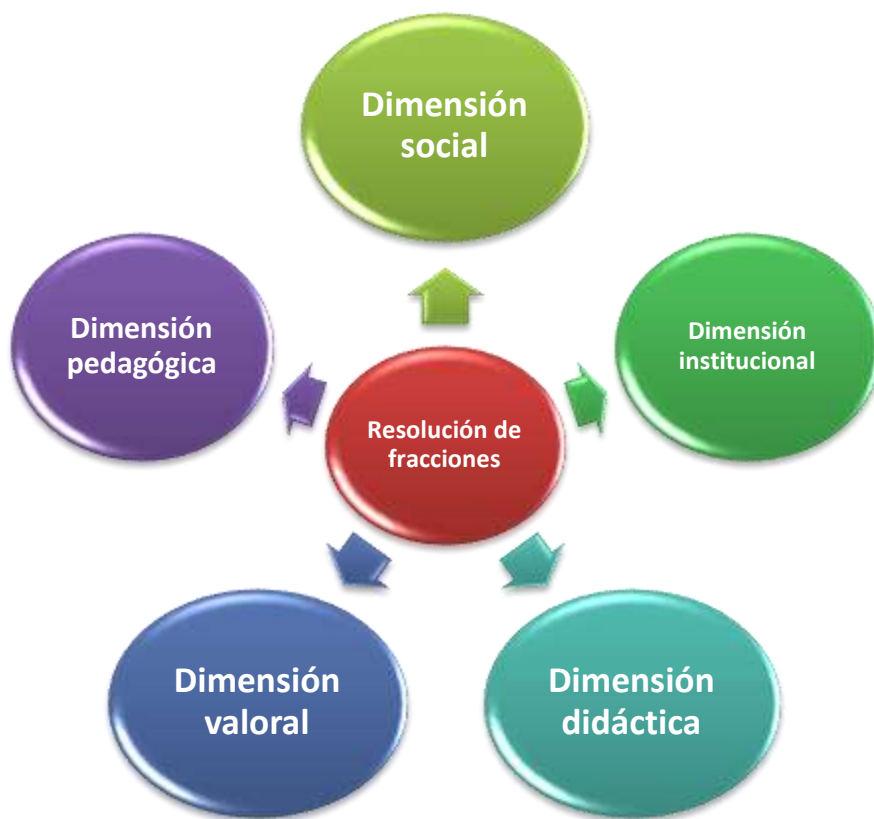 Dimensión
social
Dimensión
pedagógica
Dimensión
institucional
Resolución de
fracciones
Dimensión
valoral
Dimensión
didáctica